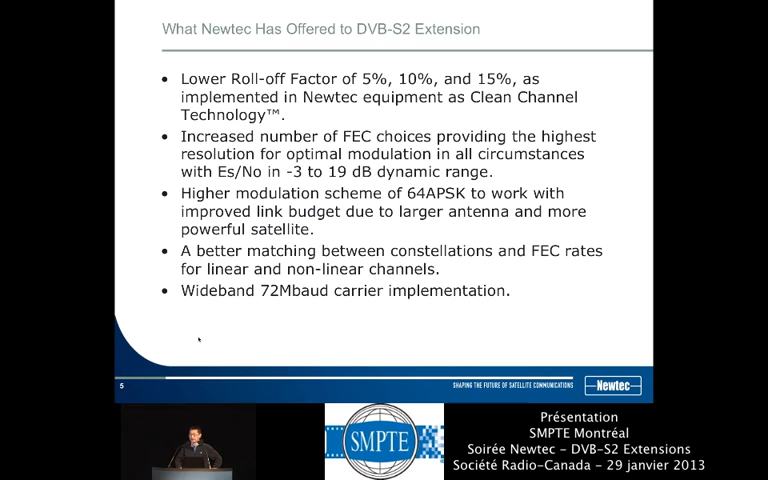 What Newtec Has Offered to DVB-S2 Extension
• Lower Roll-off Factor of 5%, 10%, and 15%, as
implemented in Newtec equipment as Clean Channel
Technology™.
• Increased number of FEC choices providing the highest
resolution for optimal modulation in all circumstances
with Es/No in -3 to 19 dB dynamic range.
• Higher modulation scheme of 64APSK to work with
improved link budget due to larger antenna and more
powerful satellite.
• A better matching between constellations and FEC rates
for linear and non-linear channels.
• Wideband 72Mbaud carrier implementation.
5
SHAPING THE FUTURE OF SATELLITE COMMUNICATIONS
Newtec
SMPTE
Présentation
SMPTE Montréal
Soirée Newtec – DVB-S2 Extensions
Société Radio-Canada – 29 janvier 2013